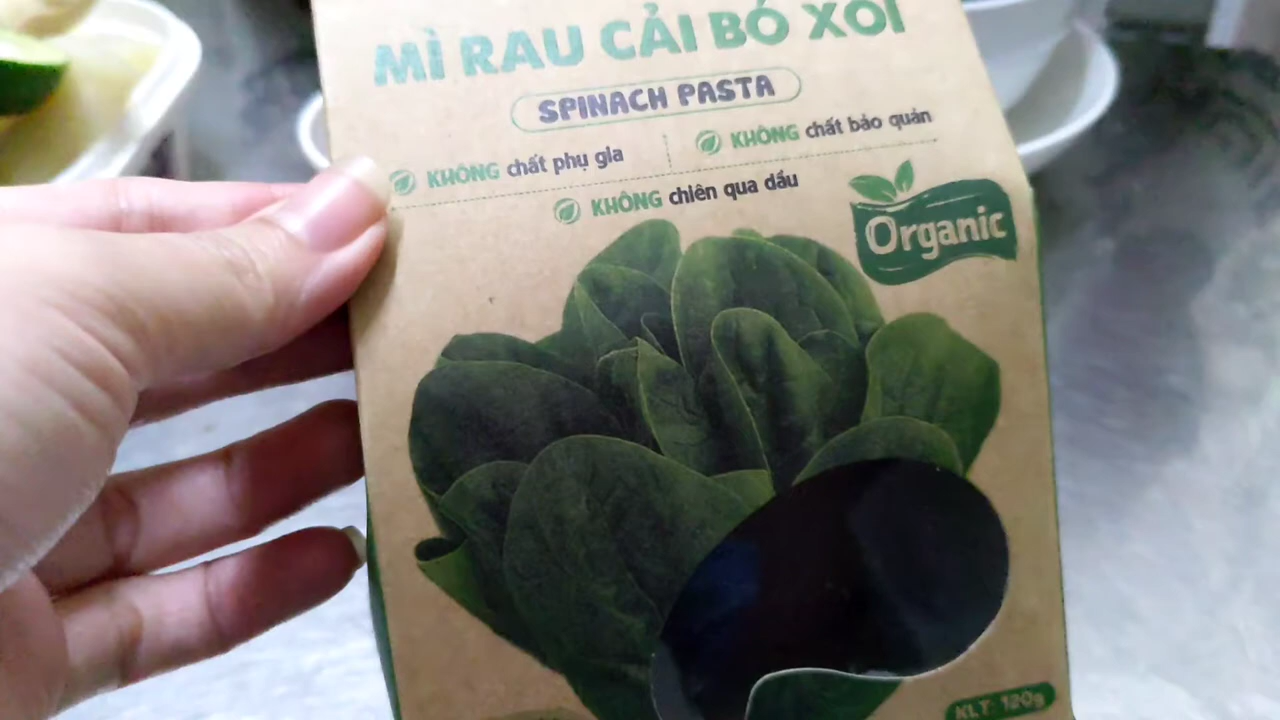 MÌ RAU CẢI BÓ XÔI
SPINACH PASTA
KHÔNG chất phụ gia
KHÔNG chất bảo quản
KHÔNG chiên qua dầu
Organic
KLT: 120g